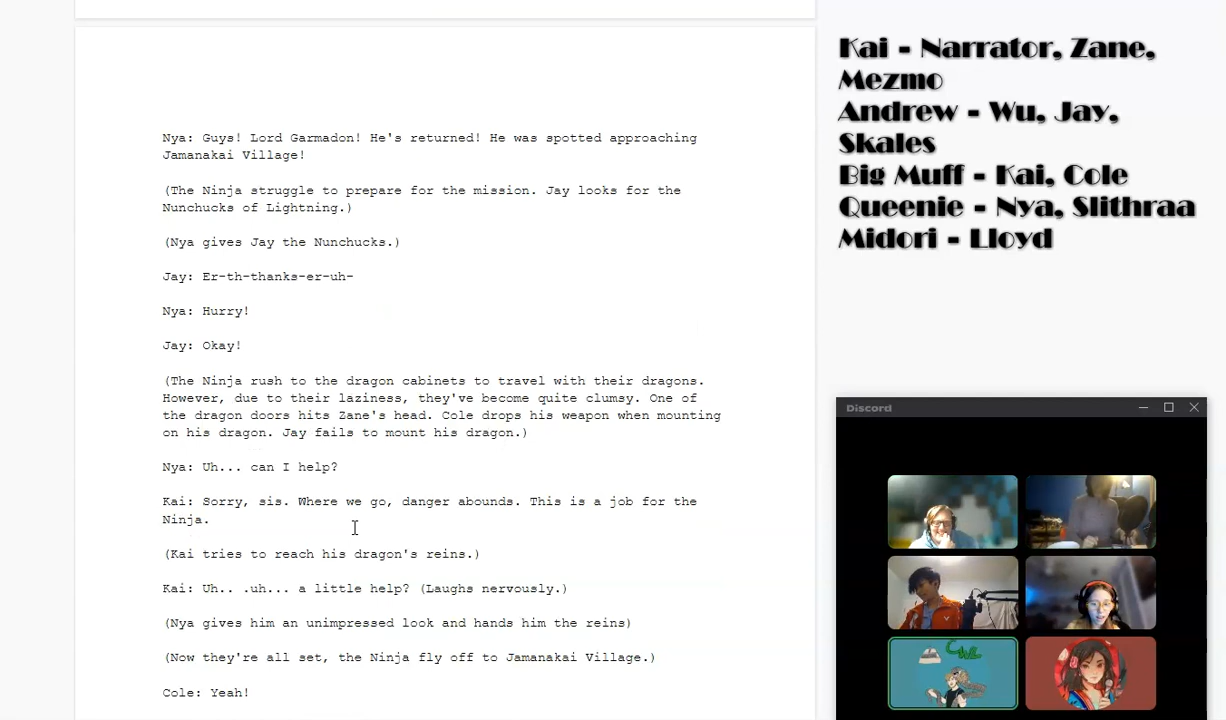 Nya: Guys! Lord Garmadon! He's returned! He was spotted approaching
Jamanakai Village!
(The Ninja struggle to prepare for the mission. Jay looks for the
Nunchucks of Lightning.)
(Nya gives Jay the Nunchucks.)
Jay: Er-th-thanks-er-uh-
Nya: Hurry!
Jay: Okay!
(The Ninja rush to the dragon cabinets to travel with their dragons.
However, due to their laziness, they've become quite clumsy. One of
the dragon doors hits Zane's head. Cole drops his weapon when mounting
on his dragon. Jay fails to mount his dragon.)
Nya: Uh... can I help?
Kai: Sorry, sis. Where we go, danger abounds. This is a job for the
Ninja.
(Kai tries to reach his dragon's reins.)
Kai: Uh.. .uh... a little help? (Laughs nervously.)
(Nya gives him an unimpressed look and hands him the reins)
(Now they're all set, the Ninja fly off to Jamanakai Village.)
Cole: Yeah!
Kai - Narrator, Zane,
Mezmo
Andrew - Wu, Jay,
Skales
Big Muff - Kai, Cole
Queenie - Nya, Slithraa
Midori - Lloyd
Discord